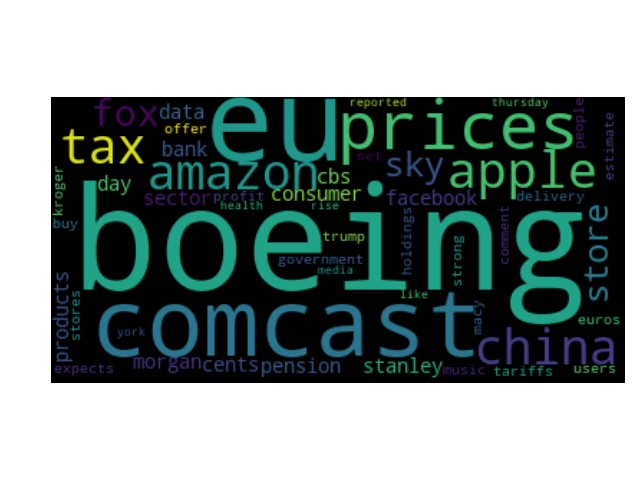 reported thursday
fox data eu prices people
offer estimate
tax bank net
amazon cbs sky apple
kroger day
sector profit consumer facebook delivery
health rise
buy boeing store
trump strong comment
government holdings
media
products stores like
comcast macy euros
york china
morgan cents pension stanley music tariffs users
expects